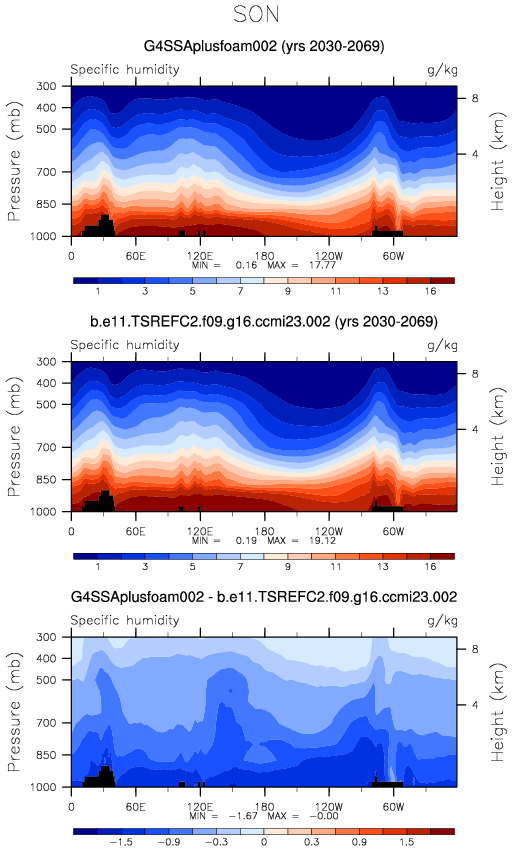 SON
G4SSAplusfoam002 (yrs 2030-2069)
Specific humidity g/kg
300
400
500
700
850
1000
Pressure (mb)
8
4
Height (km)
0 60E 120E 180 120W 60W
MIN = 0.16 MAX = 17.77
1 3 5 7 9 11 13 16
b.e11.TSREFC2.f09.g16.ccmi23.002 (yrs 2030-2069)
Specific humidity g/kg
300
400
500
700
850
1000
Pressure (mb)
8
4
Height (km)
0 60E 120E 180 120W 60W
MIN = 0.19 MAX = 19.12
1 3 5 7 9 11 13 16
G4SSAplusfoam002 - b.e11.TSREFC2.f09.g16.ccmi23.002
Specific humidity g/kg
300
400
500
700
850
1000
Pressure (mb)
8
4
Height (km)
0 60E 120E 180 120W 60W
MIN = −1.67 MAX = −0.00
−1.5 −0.9 −0.3 0 0.3 0.9 1.5